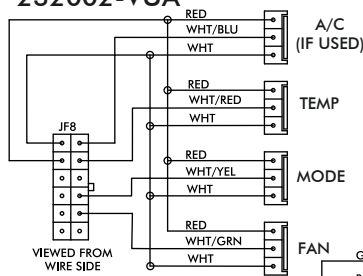 232002-VUA
RED
WHT/BLU
WHT
A/C
(IF USED)
RED
WHT/RED
WHT
TEMP
JF8
RED
WHT/YEL
WHT
MODE
RED
WHT/GRN
WHT
FAN
VIEWED FROM
WIRE SIDE